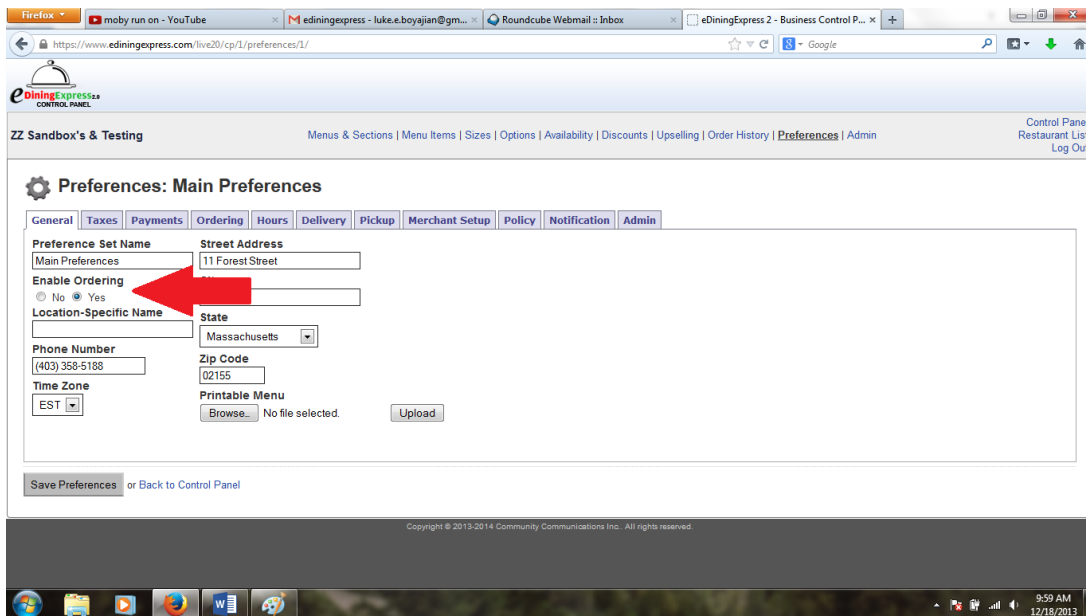 Firefox
moby run on - YouTube
ediningexpress - luke.e.boyajian@gm...
Roundcube Webmail :: Inbox
eDiningExpress 2 - Business Control P...
https://www.ediningexpress.com/live20/cp/1/preferences/1/
Google
eDiningExpress2.0
CONTROL PANEL
ZZ Sandbox's & Testing
Menus & Sections | Menu Items | Sizes | Options | Availability | Discounts | Upselling | Order History | Preferences | Admin
Control Pane
Restaurant Lis
Log Ou
Preferences: Main Preferences
General Taxes Payments Ordering Hours Delivery Pickup Merchant Setup Policy Notification Admin
Preference Set Name
Main Preferences
Enable Ordering
No Yes
Location-Specific Name
Phone Number
(403) 358-5188
Time Zone
EST
Street Address
11 Forest Street
State
Massachusetts
Zip Code
02155
Printable Menu
Browse... No file selected. Upload
Save Preferences or Back to Control Panel
Copyright © 2013-2014 Community Communications Inc.. All rights reserved.
9:59 AM
12/18/2013